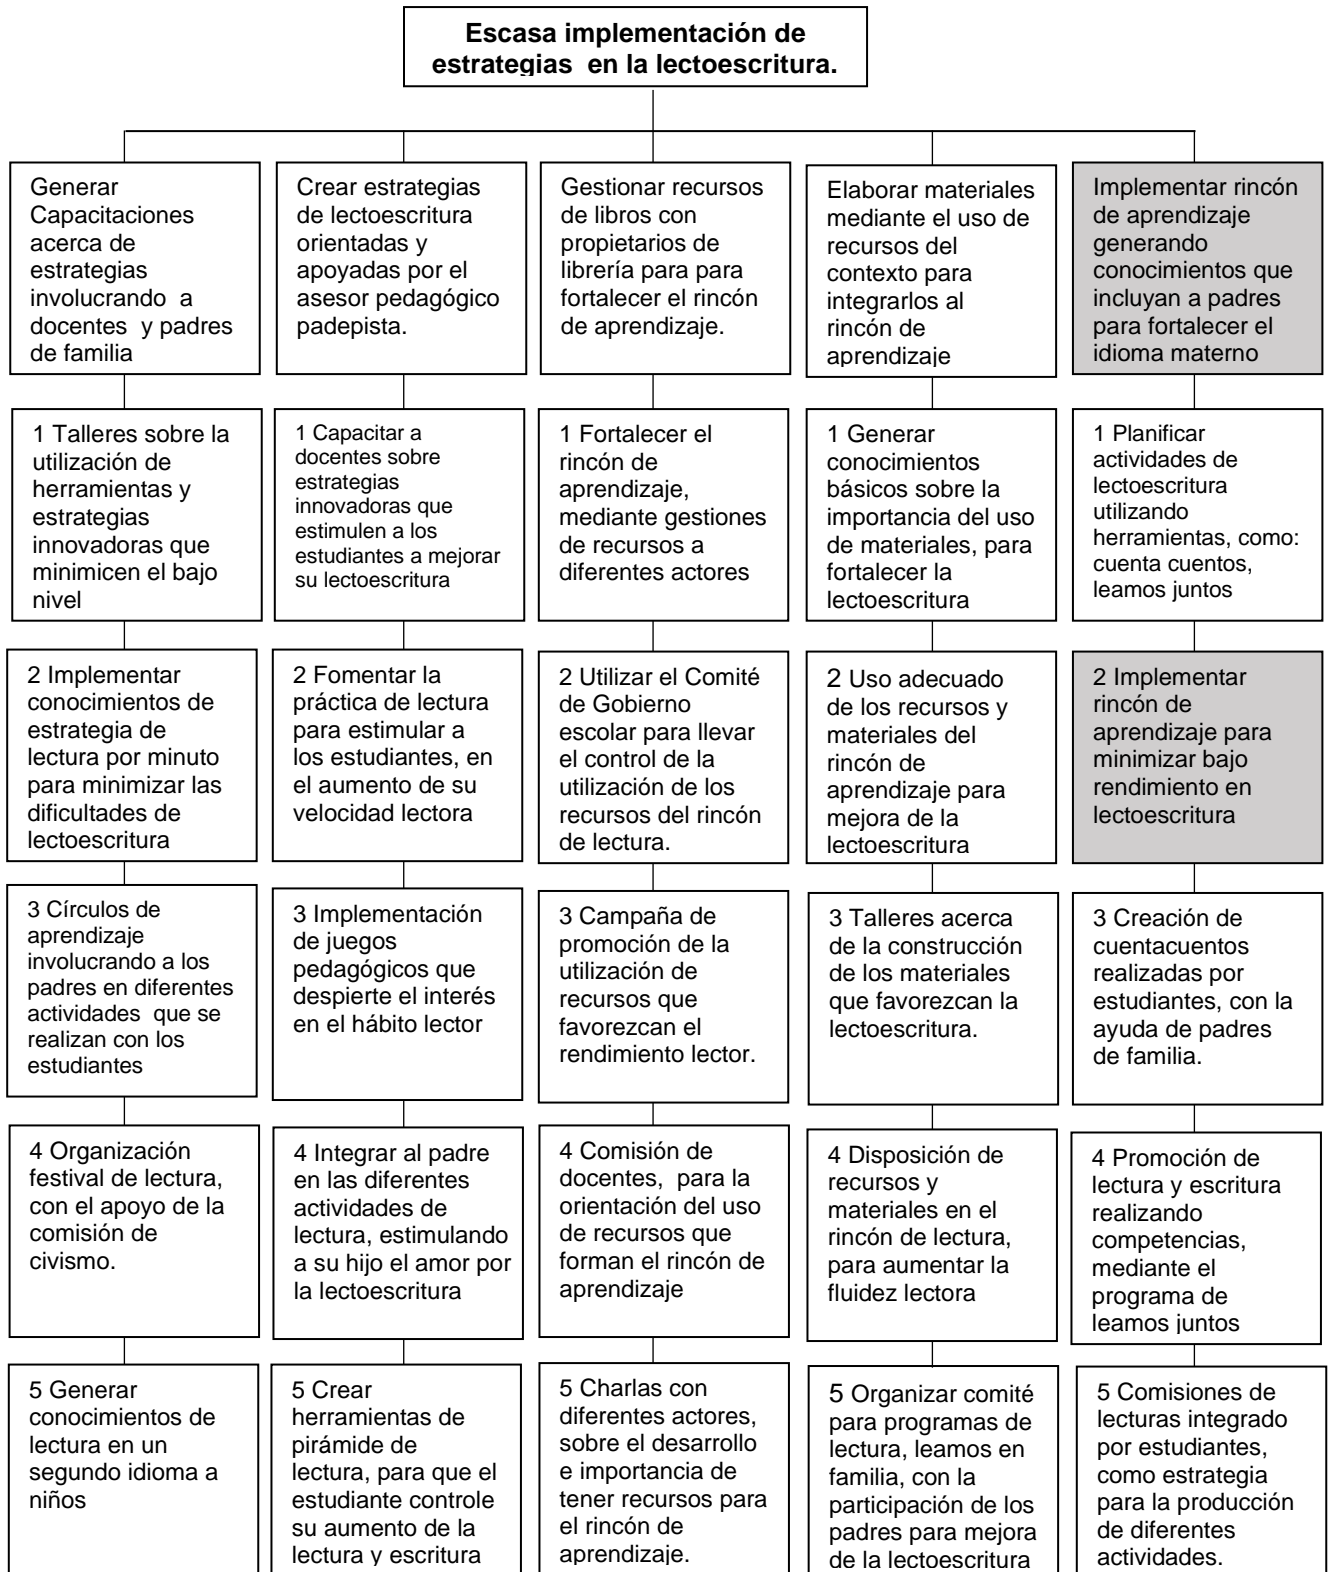 Escasa implementación de
estrategias en la lectoescritura.
Generar
Capacitaciones
acerca de
estrategias
involucrando a
docentes y padres
de familia
Crear estrategias
de lectoescritura
orientadas y
apoyadas por el
asesor pedagógico
padepista.
Gestionar recursos
de libros con
propietarios de
librería para para
fortalecer el rincón
de aprendizaje.
Elaborar materiales
mediante el uso de
recursos del
contexto para
integrarlos al
rincón de
aprendizaje
Implementar rincón
de aprendizaje
generando
conocimientos que
incluyan a padres
para fortalecer el
idioma materno
1 Talleres sobre la
utilización de
herramientas y
estrategias
innovadoras que
minimicen el bajo
nivel
1 Capacitar a
docentes sobre
estrategias
innovadoras que
estimulen a los
estudiantes a mejorar
su lectoescritura
1 Fortalecer el
rincón de
aprendizaje,
mediante gestiones
de recursos a
diferentes actores
1 Generar
conocimientos
básicos sobre la
importancia del uso
de materiales, para
fortalecer la
lectoescritura
1 Planificar
actividades de
lectoescritura
utilizando
herramientas, como:
cuenta cuentos,
leamos juntos
2 Implementar
conocimientos de
estrategia de
lectura por minuto
para minimizar las
dificultades de
lectoescritura
2 Fomentar la
práctica de lectura
para estimular a
los estudiantes, en
el aumento de su
velocidad lectora
2 Utilizar el Comité
de Gobierno
escolar para llevar
el control de la
utilización de los
recursos del rincón
de lectura.
2 Uso adecuado
de los recursos y
materiales del
rincón de
aprendizaje para
mejora de la
lectoescritura
2 Implementar
rincón de
aprendizaje para
minimizar bajo
rendimiento en
lectoescritura
3 Círculos de
aprendizaje
involucrando a los
padres en diferentes
actividades que se
realizan con los
estudiantes
3 Implementación
de juegos
pedagógicos que
despierte el interés
en el hábito lector
3 Campaña de
promoción de la
utilización de
recursos que
favorezcan el
rendimiento lector.
3 Talleres acerca
de la construcción
de los materiales
que favorezcan la
lectoescritura.
3 Creación de
cuentacuentos
realizadas por
estudiantes, con la
ayuda de padres
de familia.
4 Organización
festival de lectura,
con el apoyo de la
comisión de
civismo.
4 Integrar al padre
en las diferentes
actividades de
lectura, estimulando
a su hijo el amor por
la lectoescritura
4 Comisión de
docentes, para la
orientación del uso
de recursos que
forman el rincón de
aprendizaje
4 Disposición de
recursos y
materiales en el
rincón de lectura,
para aumentar la
fluidez lectora
4 Promoción de
lectura y escritura
realizando
competencias,
mediante el
programa de
leamos juntos
5 Generar
conocimientos de
lectura en un
segundo idioma a
niños
5 Crear
herramientas de
pirámide de
lectura, para que el
estudiante controle
su aumento de la
lectura y escritura
5 Charlas con
diferentes actores,
sobre el desarrollo
e importancia de
tener recursos para
el rincón de
aprendizaje.
5 Organizar comité
para programas de
lectura, leamos en
familia, con la
participación de los
padres para mejora
de la lectoescritura
5 Comisiones de
lecturas integrado
por estudiantes,
como estrategia
para la producción
de diferentes
actividades.